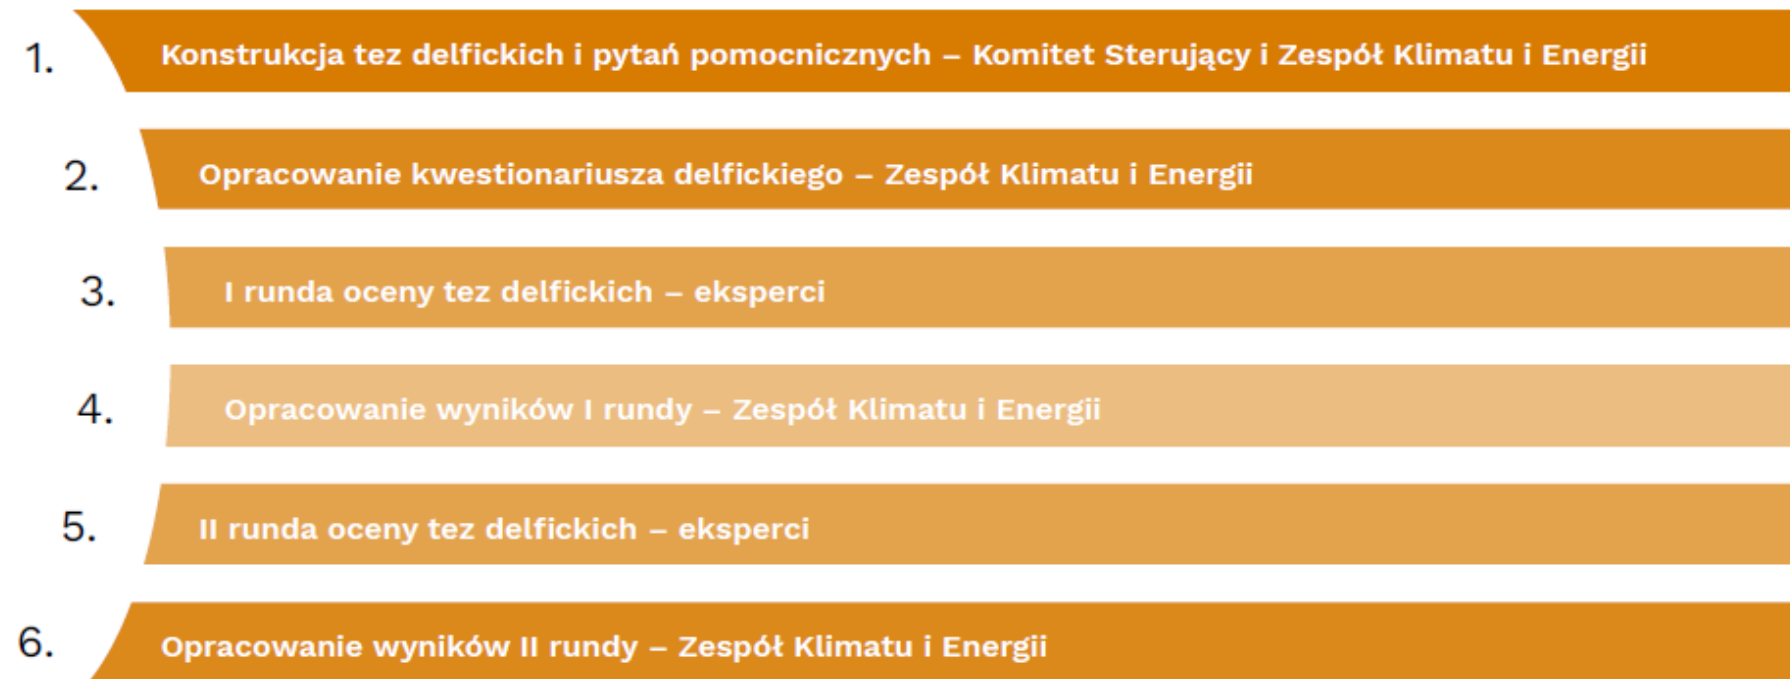 1. Konstrukcja tez delfickich i pytań pomocnicznych – Komitet Sterujący i Zespół Klimatu i Energii
2. Opracowanie kwestionariusza delfickiego – Zespół Klimatu i Energii
3. I runda oceny tez delfickich – eksperci
4. Opracowanie wyników I rundy – Zespół Klimatu i Energii
5. II runda oceny tez delfickich – eksperci
6. Opracowanie wyników II rundy – Zespół Klimatu i Energii